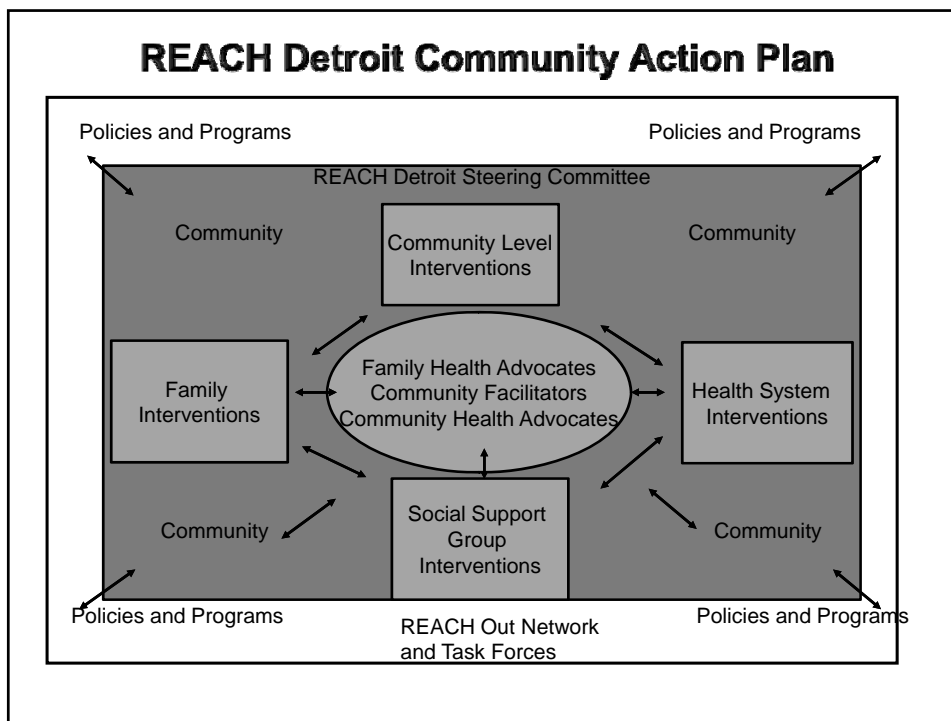 REACH Detroit Community Action Plan
Policies and Programs
Policies and Programs
REACH Detroit Steering Committee
Community
Community
Community Level
Interventions
Family
Interventions
Family Health Advocates
Community Facilitators
Community Health Advocates
Health System
Interventions
Community
Social Support
Group
Interventions
Community
Policies and Programs
Policies and Programs
REACH Out Network
and Task Forces